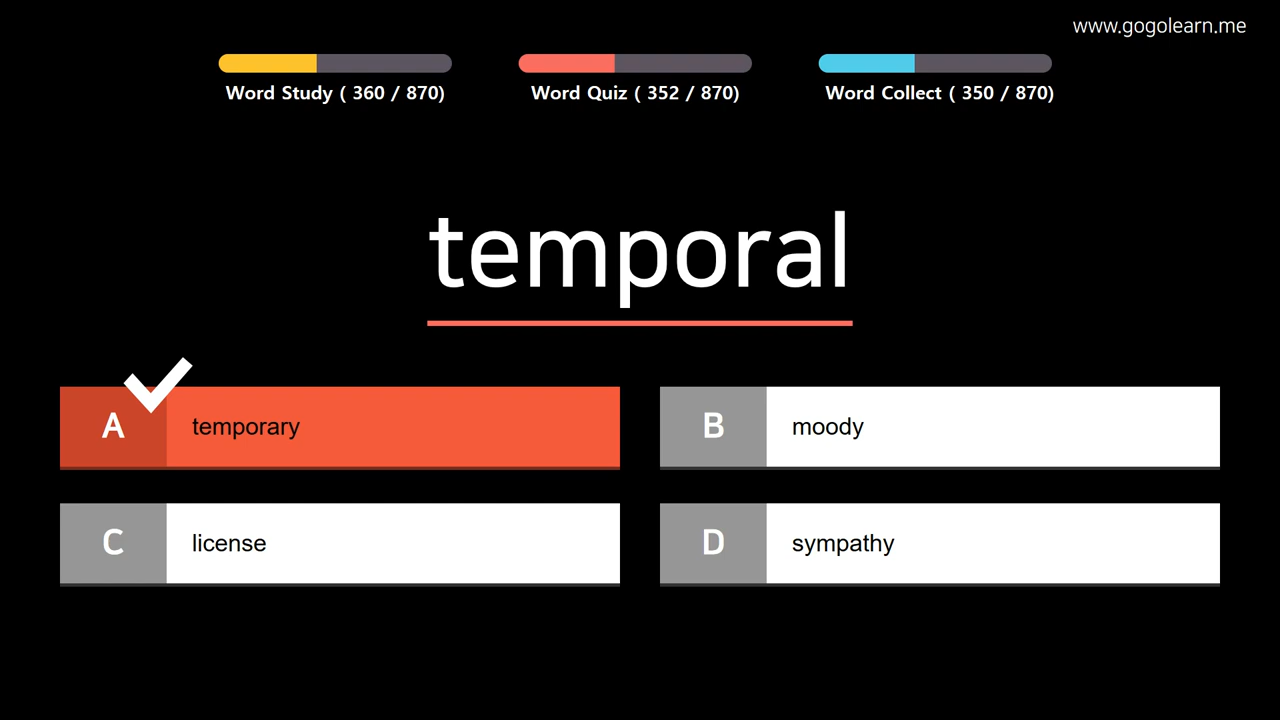 www.gogolearn.me
Word Study ( 360 / 870)
Word Quiz ( 352 / 870)
Word Collect ( 350 / 870)
temporal
A temporary
B moody
C license
D sympathy